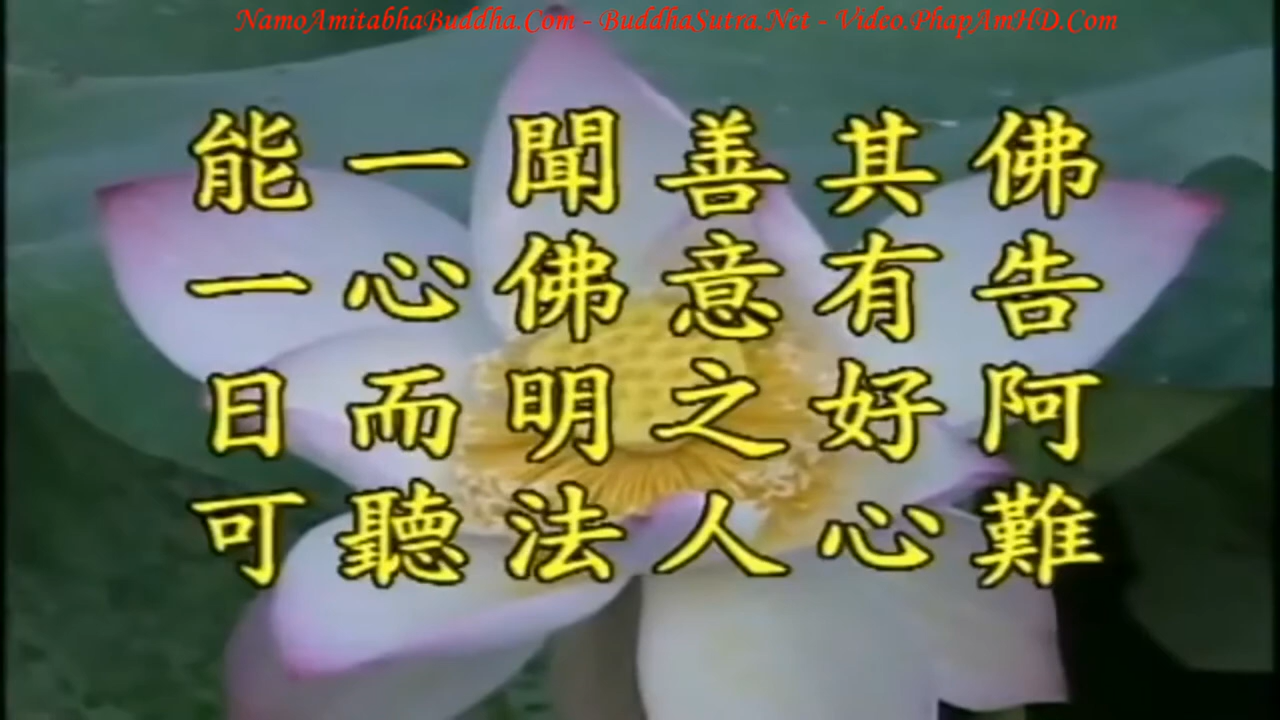 NamoAmitabhaBuddha.Com - BuddhaSutra.Net - Video.PhapAmHD.Com
佛告阿難
其有好心
善意之人
聞佛明法
一心而聽
能一日可